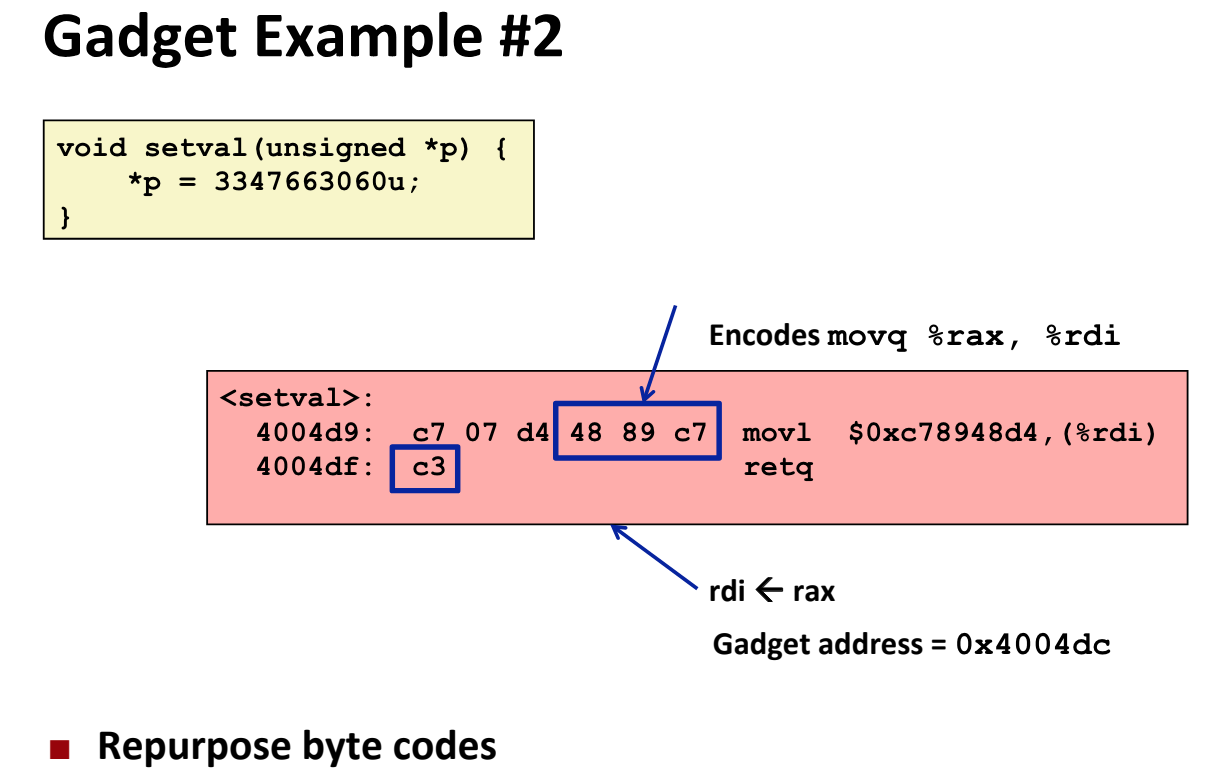 Gadget Example #2
void setval(unsigned *p) {
    *p = 3347663060u;
}
Encodes movq %rax, %rdi
<setval>:
  4004d9:  c7 07 d4 48 89 c7  movl  $0xc78948d4,(%rdi)
  4004df:  c3                 retq
rdi ← rax
Gadget address = 0x4004dc
■ Repurpose byte codes